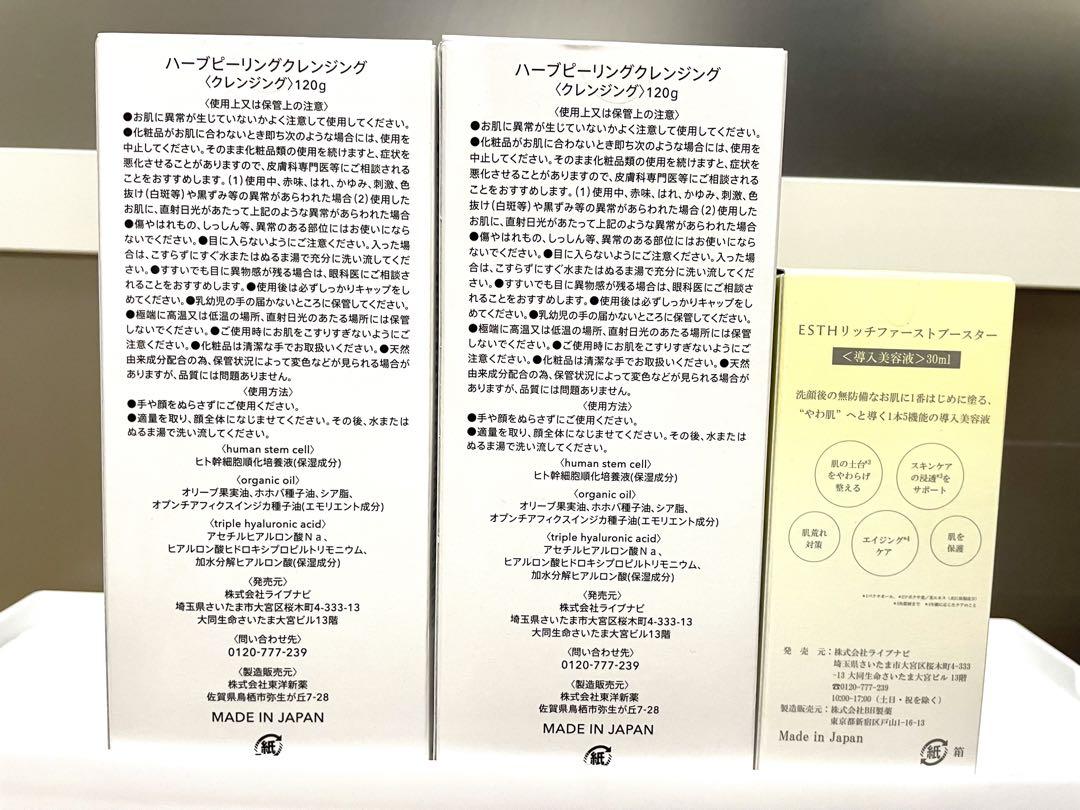 ハーブピーリングクレンジング
〈クレンジング〉120g
〈使用上又は保管上の注意〉
●お肌に異常が生じていないかよく注意して使用してください。
●化粧品がお肌に合わないとき即ち次のような場合には、使用を
中止してください。そのまま化粧品類の使用を続けますと、症状を
悪化させることがありますので、皮膚科専門医等にご相談される
ことをおすすめします。(1)使用中、赤味、はれ、かゆみ、刺激、色
抜け(白斑等)や黒ずみ等の異常があらわれた場合(2)使用した
お肌に、直射日光があたって上記のような異常があらわれた場合
●傷やはれもの、しっしん等、異常のある部位にはお使いになら
ないでください。●目に入らないようにご注意ください。入った場
合は、こすらずにすぐ水またはぬるま湯で充分に洗い流してくだ
さい。●すすいでも目に異物感が残る場合は、眼科医にご相談さ
れることをおすすめします。●使用後は必ずしっかりキャップをし
めてください。●乳幼児の手の届かないところに保管してください。
●極端に高温又は低温の場所、直射日光のあたる場所には保管
しないでください。●ご使用時にお肌をこすりすぎないようにご
注意ください。●化粧品は清潔な手でお取扱いください。●天然
由来成分配合の為、保管状況によって変色などが見られる場合が
ありますが、品質には問題ありません。
〈使用方法〉
●手や顔をぬらさずにご使用ください。
●適量を取り、顔全体になじませてください。その後、水または
ぬるま湯で洗い流してください。
〈human stem cell〉
ヒト幹細胞順化培養液(保湿成分)
〈organic oil〉
オリーブ果実油、ホホバ種子油、シア脂、
オプンチアフィクスインジカ種子油(エモリエント成分)
〈triple hyaluronic acid〉
アセチルヒアルロン酸Na、
ヒアルロン酸ヒドロキシプロピルトリモニウム、
加水分解ヒアルロン酸(保湿成分)
〈発売元〉
株式会社ライブナビ
埼玉県さいたま市大宮区桜木町4-333-13
大同生命さいたま大宮ビル13階
〈問い合わせ先〉
0120-777-239
〈製造販売元〉
株式会社東洋新薬
佐賀県鳥栖市弥生が丘7-28
MADE IN JAPAN
紙
ハーブピーリングクレンジング
〈クレンジング〉120g
〈使用上又は保管上の注意〉
●お肌に異常が生じていないかよく注意して使用してください。
●化粧品がお肌に合わないとき即ち次のような場合には、使用を
中止してください。そのまま化粧品類の使用を続けますと、症状を
悪化させることがありますので、皮膚科専門医等にご相談される
ことをおすすめします。(1)使用中、赤味、はれ、かゆみ、刺激、色
抜け(白斑等)や黒ずみ等の異常があらわれた場合(2)使用した
お肌に、直射日光があたって上記のような異常があらわれた場合
●傷やはれもの、しっしん等、異常のある部位にはお使いになら
ないでください。●目に入らないようにご注意ください。入った場
合は、こすらずにすぐ水またはぬるま湯で充分に洗い流してくだ
さい。●すすいでも目に異物感が残る場合は、眼科医にご相談さ
れることをおすすめします。●使用後は必ずしっかりキャップをし
めてください。●乳幼児の手の届かないところに保管してください。
●極端に高温又は低温の場所、直射日光のあたる場所には保管
しないでください。●ご使用時にお肌をこすりすぎないようにご
注意ください。●化粧品は清潔な手でお取扱いください。●天然
由来成分配合の為、保管状況によって変色などが見られる場合が
ありますが、品質には問題ありません。
〈使用方法〉
●手や顔をぬらさずにご使用ください。
●適量を取り、顔全体になじませてください。その後、水または
ぬるま湯で洗い流してください。
〈human stem cell〉
ヒト幹細胞順化培養液(保湿成分)
〈organic oil〉
オリーブ果実油、ホホバ種子油、シア脂、
オプンチアフィクスインジカ種子油(エモリエント成分)
〈triple hyaluronic acid〉
アセチルヒアルロン酸Na、
ヒアルロン酸ヒドロキシプロピルトリモニウム、
加水分解ヒアルロン酸(保湿成分)
〈発売元〉
株式会社ライブナビ
埼玉県さいたま市大宮区桜木町4-333-13
大同生命さいたま大宮ビル13階
〈問い合わせ先〉
0120-777-239
〈製造販売元〉
株式会社東洋新薬
佐賀県鳥栖市弥生が丘7-28
MADE IN JAPAN
紙
ESTHリッチファーストブースター
＜導入美容液＞30ml
洗顔後の無防備なお肌に1番はじめに塗る、
“やわ肌”へと導く1本5機能の導入美容液
肌の土台*3
をやわらげ
整える
スキンケア
の浸透*3を
サポート
肌荒れ
対策
エイジング*4
ケア
肌を
保護
発売元：株式会社ライブナビ
埼玉県さいたま市大宮区桜木町4-333
-13 大同生命さいたま大宮ビル 13階
☎0120-777-239
10:00-17:00（土日・祝を除く）
製造販売元：株式会社BH製薬
東京都新宿区戸山1-16-13
Made in Japan
紙 箱